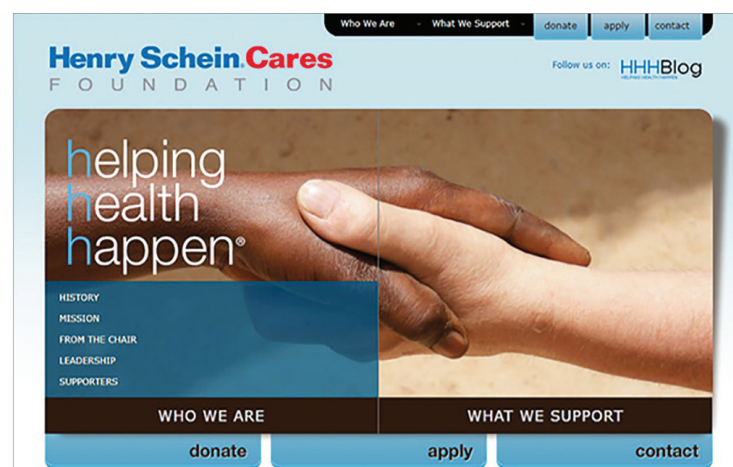 Who We Are What We Support donate apply contact
Henry Schein.Cares
FOUNDATION
Follow us on: HHHBlog
HELPING HEALTH HAPPEN
helping
health
happen®
HISTORY
MISSION
FROM THE CHAIR
LEADERSHIP
SUPPORTERS
WHO WE ARE WHAT WE SUPPORT
donate apply contact